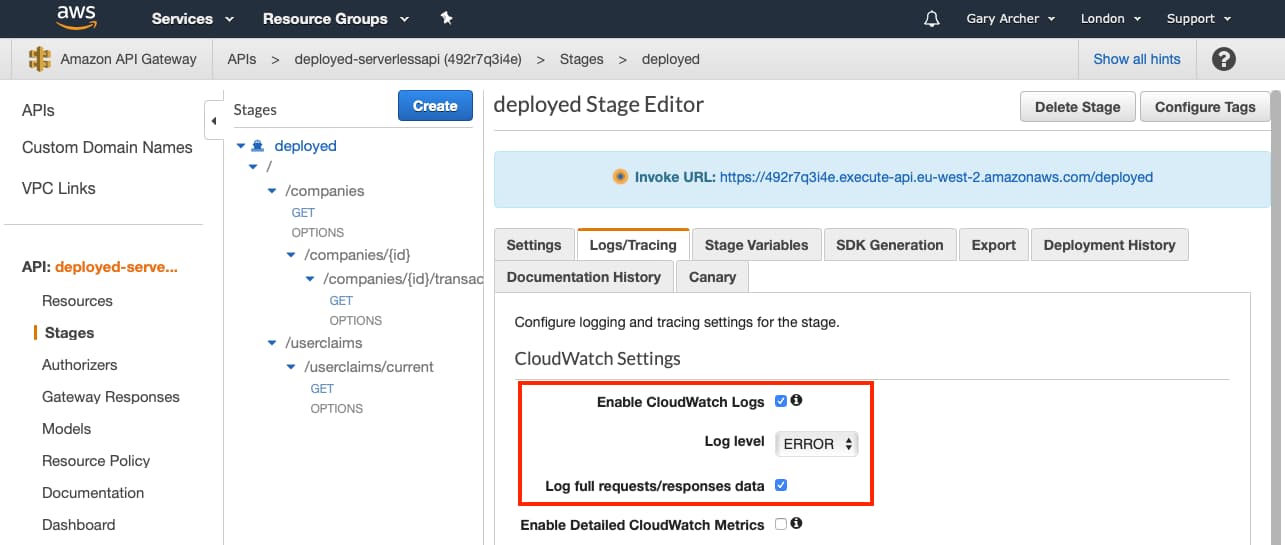 aws
Services
Resource Groups
Gary Archer
London
Support
Amazon API Gateway
APIs > deployed-serverlessapi (492r7q3i4e) > Stages > deployed
Show all hints
?
APIs
Custom Domain Names
VPC Links
API: deployed-serve...
Resources
Stages
Authorizers
Gateway Responses
Models
Resource Policy
Documentation
Dashboard
Stages
Create
deployed
/
/companies
GET
OPTIONS
/companies/{id}
/companies/{id}/transac
GET
OPTIONS
/userclaims
/userclaims/current
GET
OPTIONS
deployed Stage Editor
Delete Stage
Configure Tags
Invoke URL: https://492r7q3i4e.execute-api.eu-west-2.amazonaws.com/deployed
Settings
Logs/Tracing
Stage Variables
SDK Generation
Export
Deployment History
Documentation History
Canary
Configure logging and tracing settings for the stage.
CloudWatch Settings
Enable CloudWatch Logs
Log level ERROR
Log full requests/responses data
Enable Detailed CloudWatch Metrics